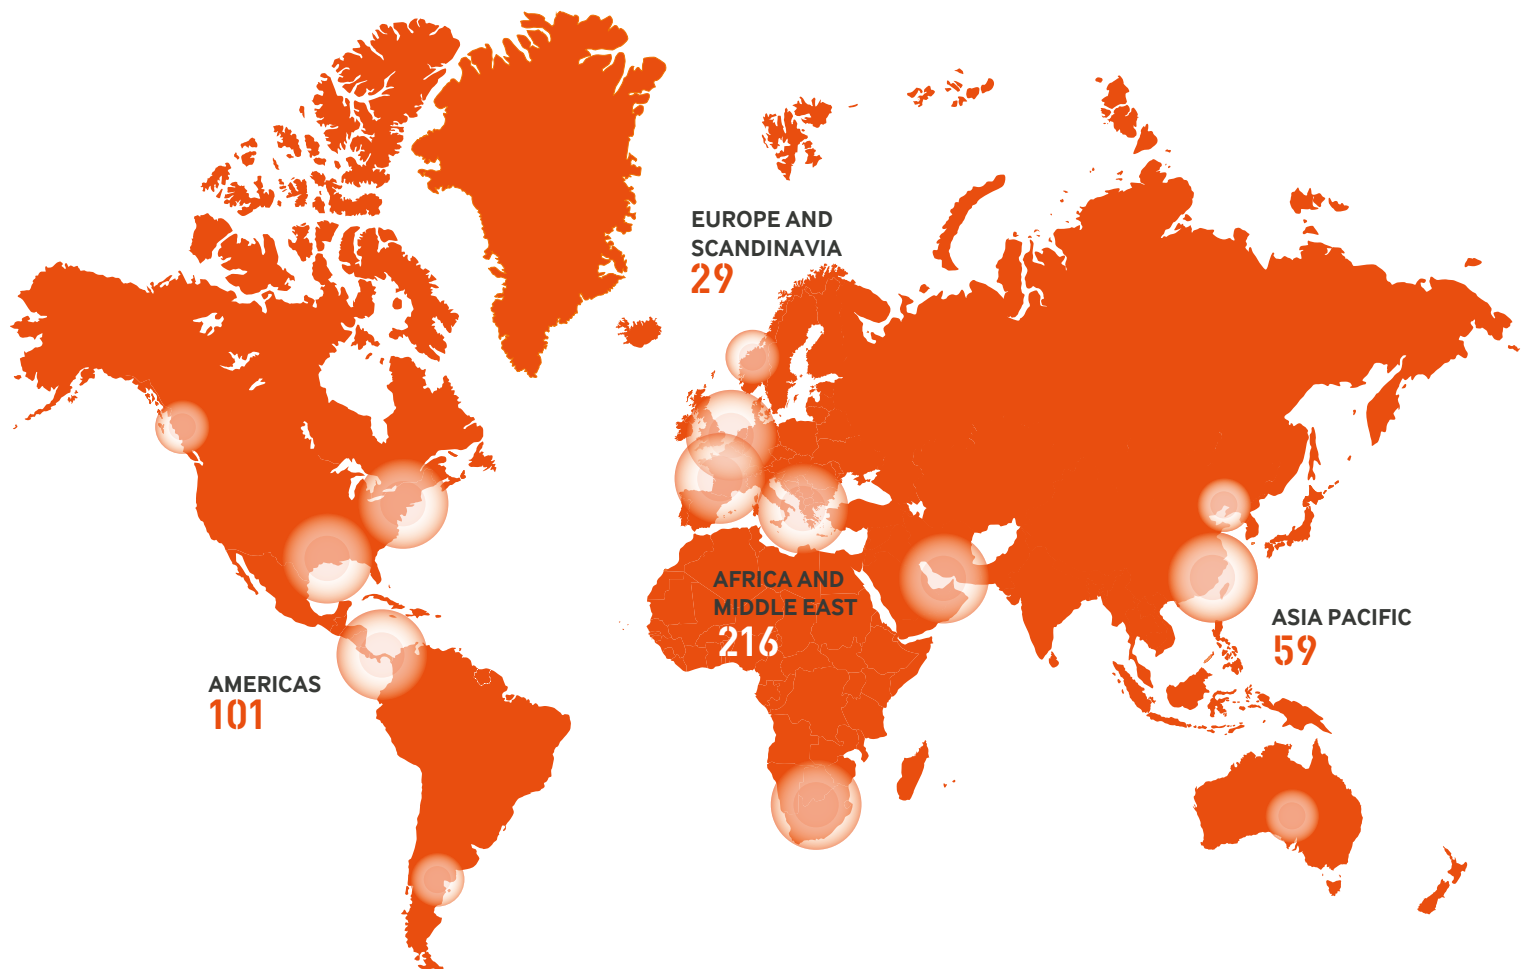 EUROPE AND
SCANDINAVIA
29
AFRICA AND
MIDDLE EAST
216
ASIA PACIFIC
59
AMERICAS
101